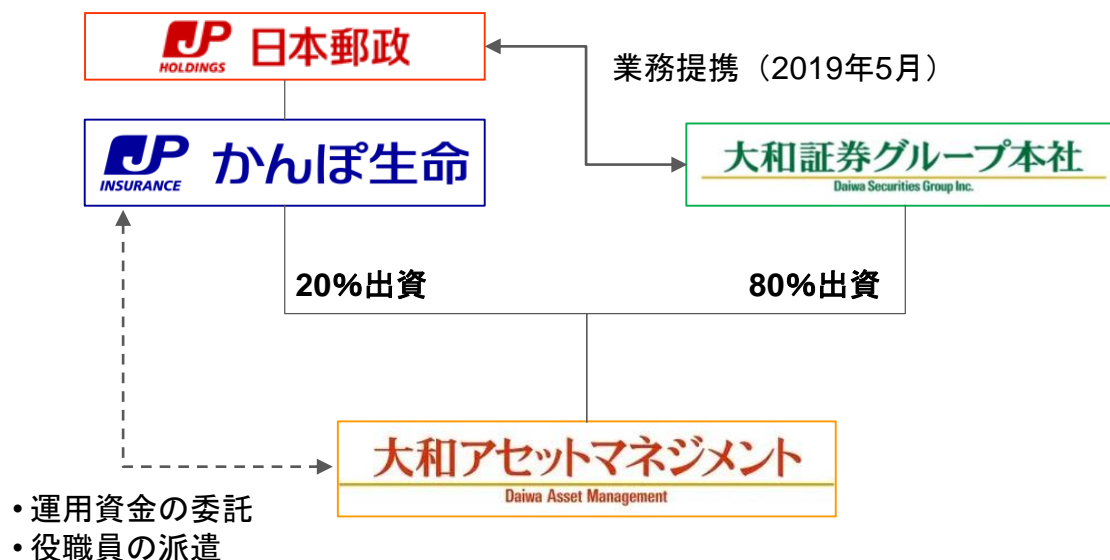 JP
HOLDINGS
日本郵政
業務提携（2019年5月）
JP
INSURANCE
かんぽ生命
大和証券グループ本社
Daiwa Securities Group Inc.
20%出資
80%出資
大和アセットマネジメント
Daiwa Asset Management
• 運用資金の委託
• 役職員の派遣